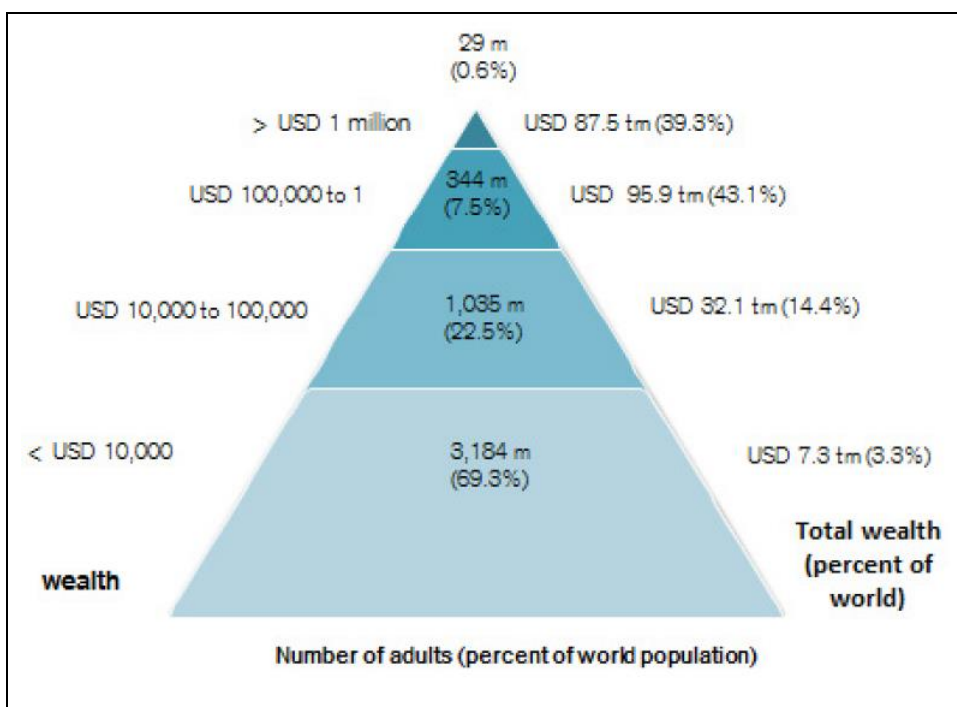 29 m
(0.6%)
> USD 1 million
USD 87.5 tm (39.3%)
USD 100,000 to 1
344 m
(7.5%)
USD 95.9 tm (43.1%)
USD 10,000 to 100,000
1,035 m
(22.5%)
USD 32.1 tm (14.4%)
< USD 10,000
3,184 m
(69.3%)
USD 7.3 tm (3.3%)
wealth
Total wealth
(percent of
world)
Number of adults (percent of world population)